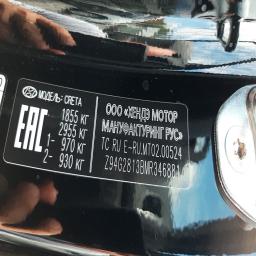 МОДЕЛЬ: CRETA
EAC
1855 КГ
2955 КГ
1- 970 КГ
2- 930 КГ
ООО «ХЕНДЭ МОТОР
МАНУФАКТУРИНГ РУС»
ТС RU E-RU.MT02.00524
Z94G2813BMR346881